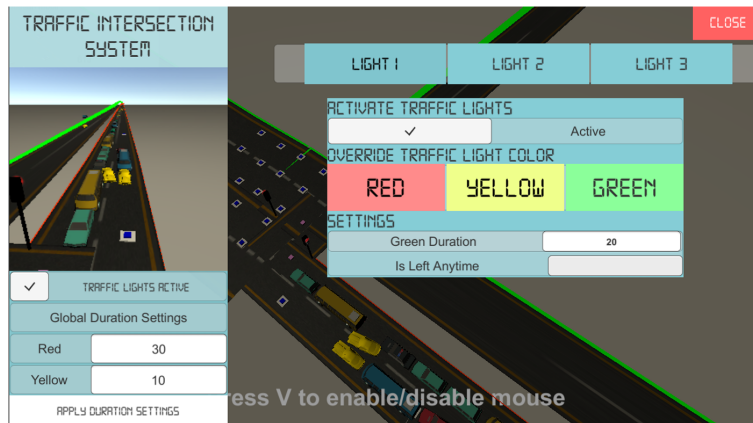 TRAFFIC INTERSECTION
SYSTEM
TRAFFIC LIGHTS ACTIVE
Global Duration Settings
Red 30
Yellow 10
APPLY DURATION SETTINGS
CLOSE
LIGHT 1 LIGHT 2 LIGHT 3
ACTIVATE TRAFFIC LIGHTS
Active
OVERRIDE TRAFFIC LIGHT COLOR
RED YELLOW GREEN
SETTINGS
Green Duration 20
Is Left Anytime
ress V to enable/disable mouse